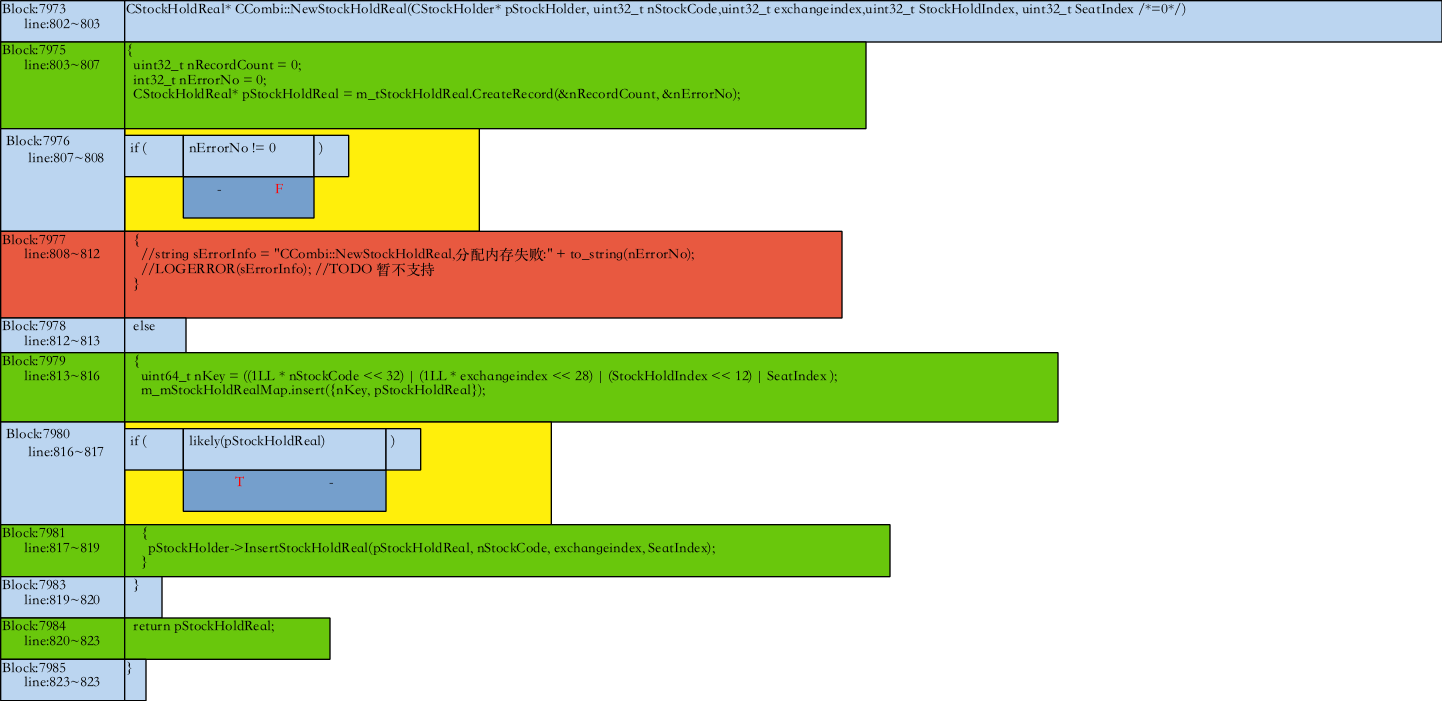 Block:7973
line:802~803
CStockHoldReal* CCombi::NewStockHoldReal(CStockHolder* pStockHolder, uint32_t nStockCode,uint32_t exchangeindex,uint32_t StockHoldIndex, uint32_t SeatIndex /*=0*/)
Block:7975
line:803~807
{
uint32_t nRecordCount = 0;
int32_t nErrorNo = 0;
CStockHoldReal* pStockHoldReal = m_tStockHoldReal.CreateRecord(&nRecordCount, &nErrorNo);
Block:7976
line:807~808
if ( nErrorNo != 0 )
- F
Block:7977
line:808~812
{
//string sErrorInfo = "CCombi::NewStockHoldReal,分配内存失败:" + to_string(nErrorNo);
//LOGERROR(sErrorInfo); //TODO 暂不支持
}
Block:7978
line:812~813
else
Block:7979
line:813~816
{
uint64_t nKey = ((1LL * nStockCode << 32) | (1LL * exchangeindex << 28) | (StockHoldIndex << 12) | SeatIndex );
m_mStockHoldRealMap.insert({nKey, pStockHoldReal});
Block:7980
line:816~817
if ( likely(pStockHoldReal) )
T -
Block:7981
line:817~819
{
pStockHolder->InsertStockHoldReal(pStockHoldReal, nStockCode, exchangeindex, SeatIndex);
}
Block:7983
line:819~820
}
Block:7984
line:820~823
return pStockHoldReal;
Block:7985
line:823~823
}